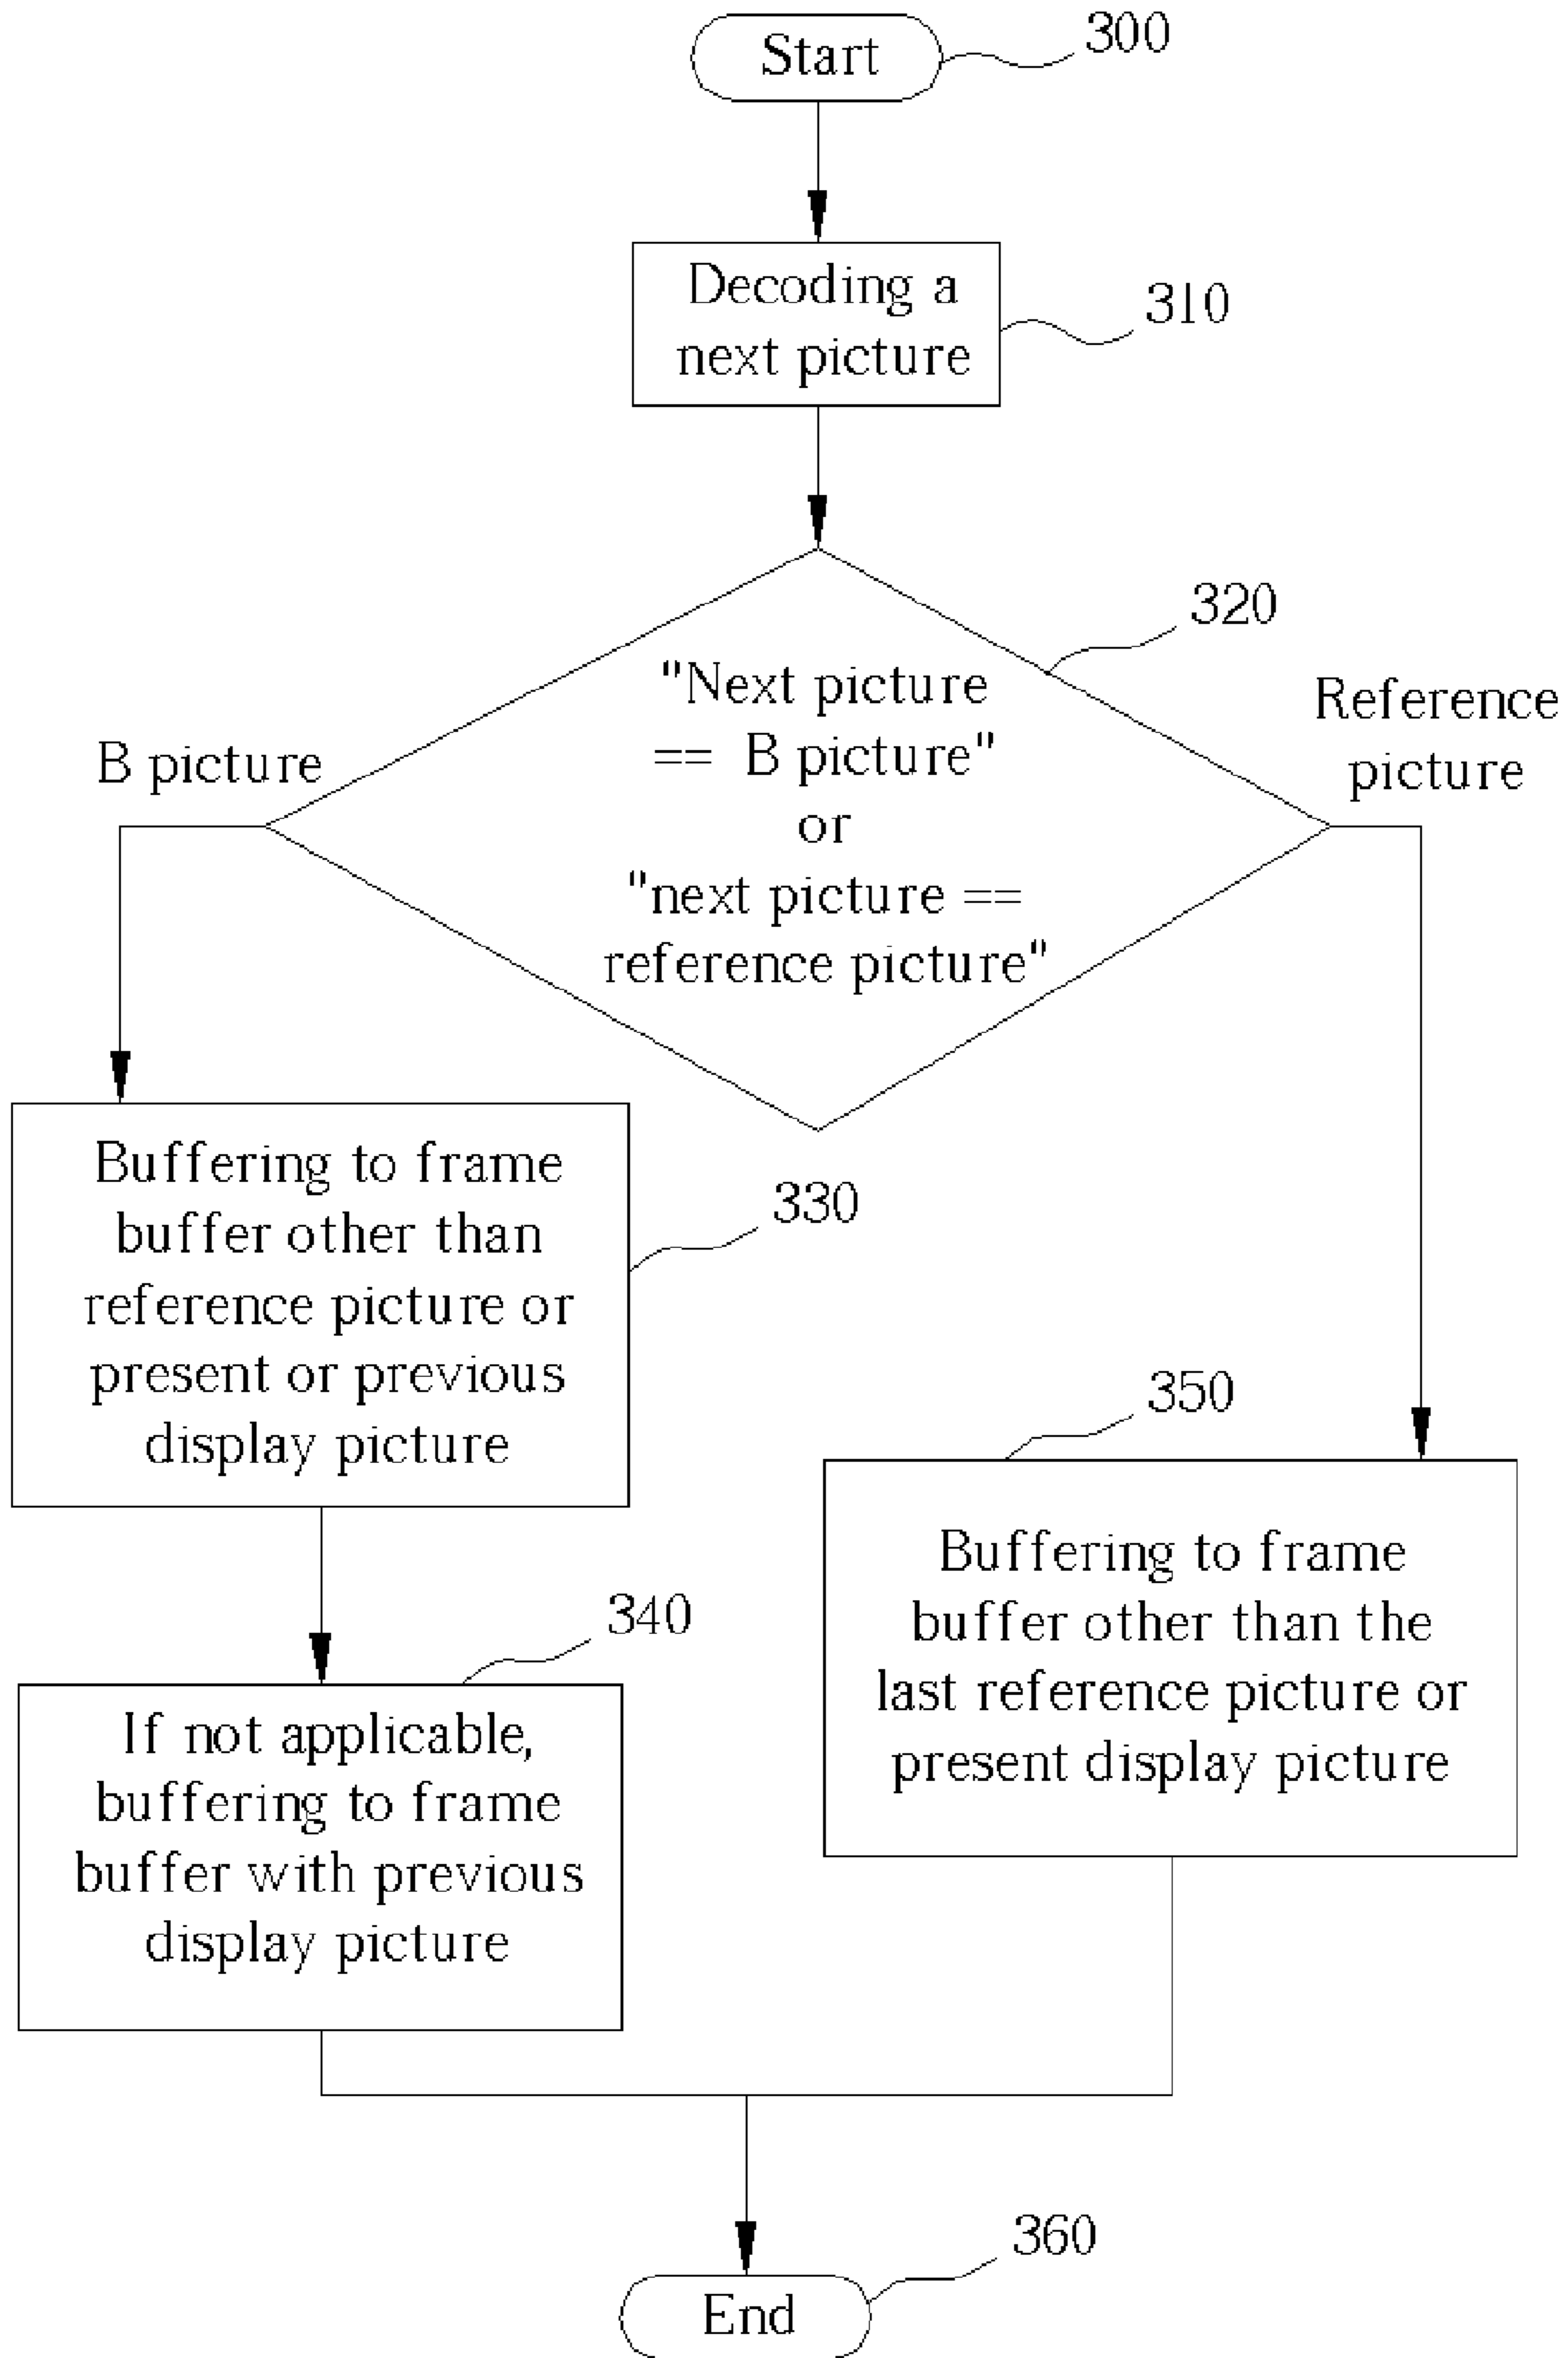 Start
300
Decoding a
next picture
310
320
"Next picture
== B picture"
or
"next picture ==
reference picture"
B picture
Reference
picture
Buffering to frame
buffer other than
reference picture or
present or previous
display picture
330
If not applicable,
buffering to frame
buffer with previous
display picture
340
350
Buffering to frame
buffer other than the
last reference picture or
present display picture
End
360